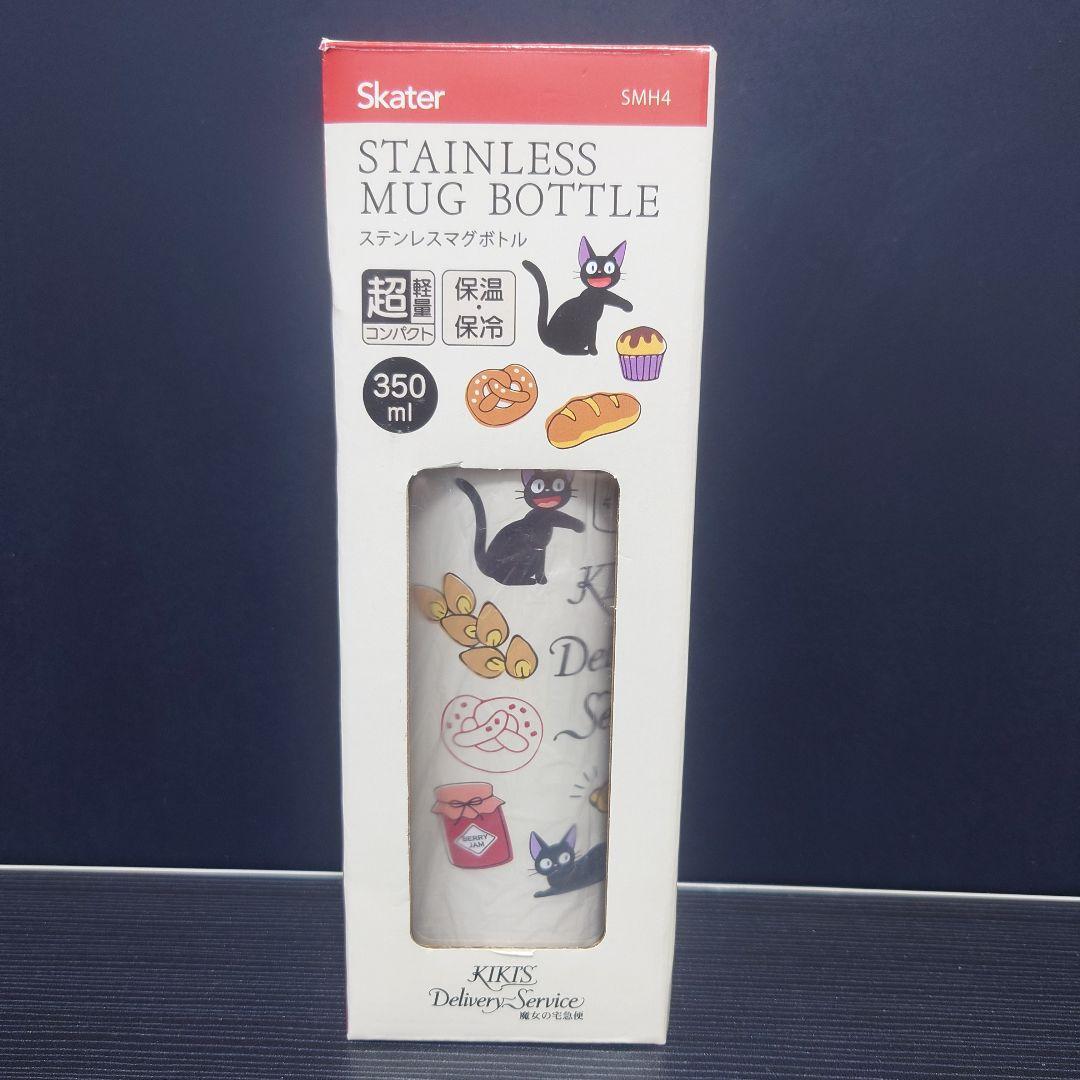 Skater
SMH4
STAINLESS
MUG BOTTLE
ステンレスマグボトル
超軽量
コンパクト
保温・保冷
350
ml
BERRY
JAM
KIKI'S
Delivery Service
魔女の宅急便